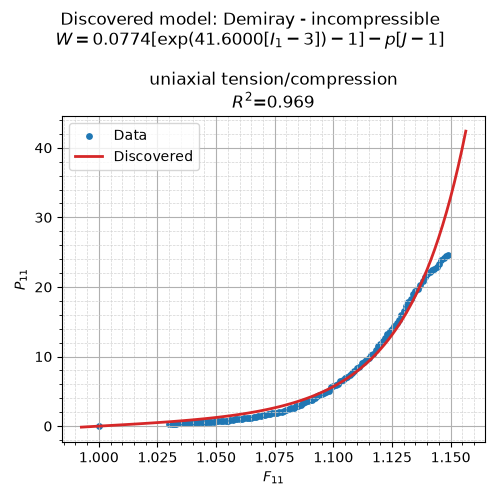 Discovered model: Demiray - incompressible
W = 0.0774[exp(41.6000[I₁ − 3]) − 1] − p[J − 1]
uniaxial tension/compression
R²=0.969
Data
Discovered
P₁₁
40
30
20
10
0
1.000 1.025 1.050 1.075 1.100 1.125 1.150
F₁₁